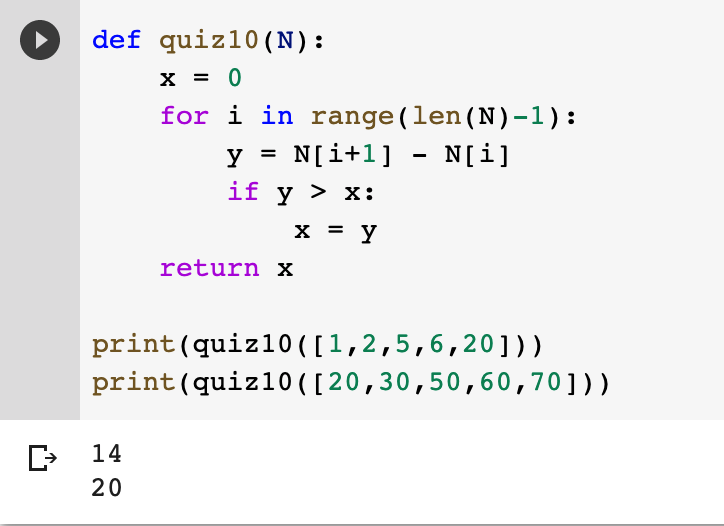 def quiz10(N):
    x = 0
    for i in range(len(N)-1):
        y = N[i+1] - N[i]
        if y > x:
            x = y
    return x

print(quiz10([1,2,5,6,20]))
print(quiz10([20,30,50,60,70]))
14
20